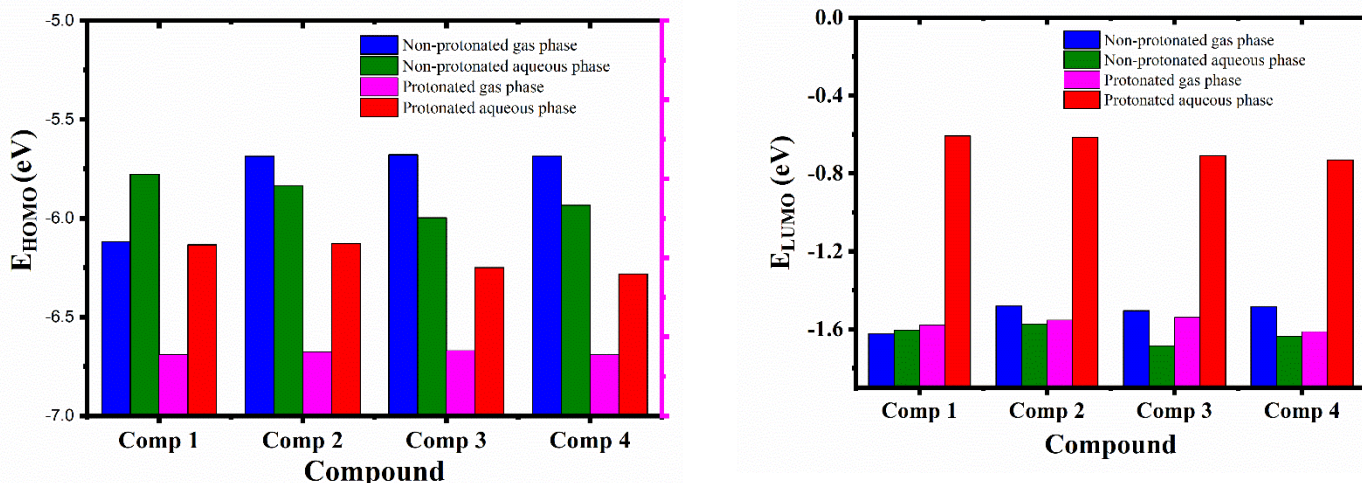 -5.0
-5.5
-6.0
-6.5
-7.0
E_HOMO (eV)
Non-protonated gas phase
Non-protonated aqueous phase
Protonated gas phase
Protonated aqueous phase
Comp 1 Comp 2 Comp 3 Comp 4
Compound
0.0
-0.4
-0.8
-1.2
-1.6
E_LUMO (eV)
Non-protonated gas phase
Non-protonated aqueous phase
Protonated gas phase
Protonated aqueous phase
Comp 1 Comp 2 Comp 3 Comp 4
Compound